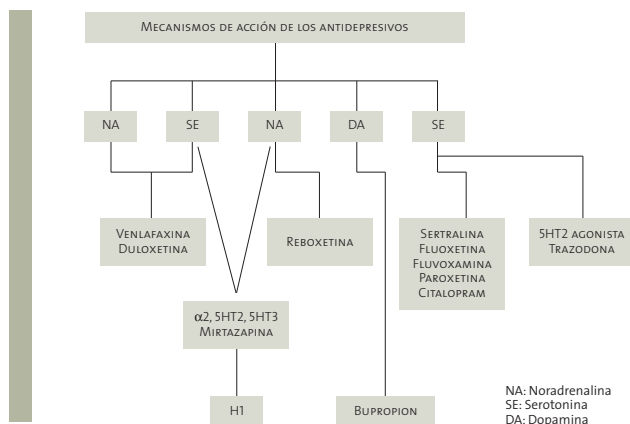 MECANISMOS DE ACCIÓN DE LOS ANTIDEPRESIVOS
NA
SE
NA
DA
SE
VENLAFAXINA
DULOXETINA
REBOXETINA
SERTRALINA
FLUOXETINA
FLUVOXAMINA
PAROXETINA
CITALOPRAM
5HT2 AGONISTA
TRAZODONA
α2, 5HT2, 5HT3
MIRTAZAPINA
H1
BUPROPION
NA: Noradrenalina
SE: Serotonina
DA: Dopamina